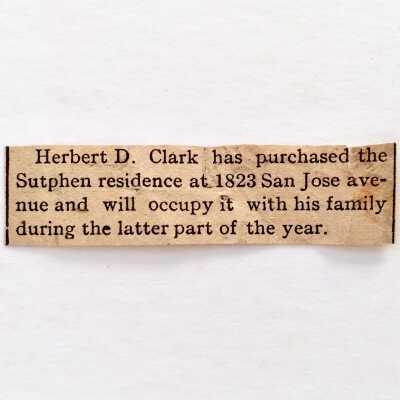 Herbert D. Clark has purchased the
Sutphen residence at 1823 San Jose ave-
nue and will occupy it with his family
during the latter part of the year.